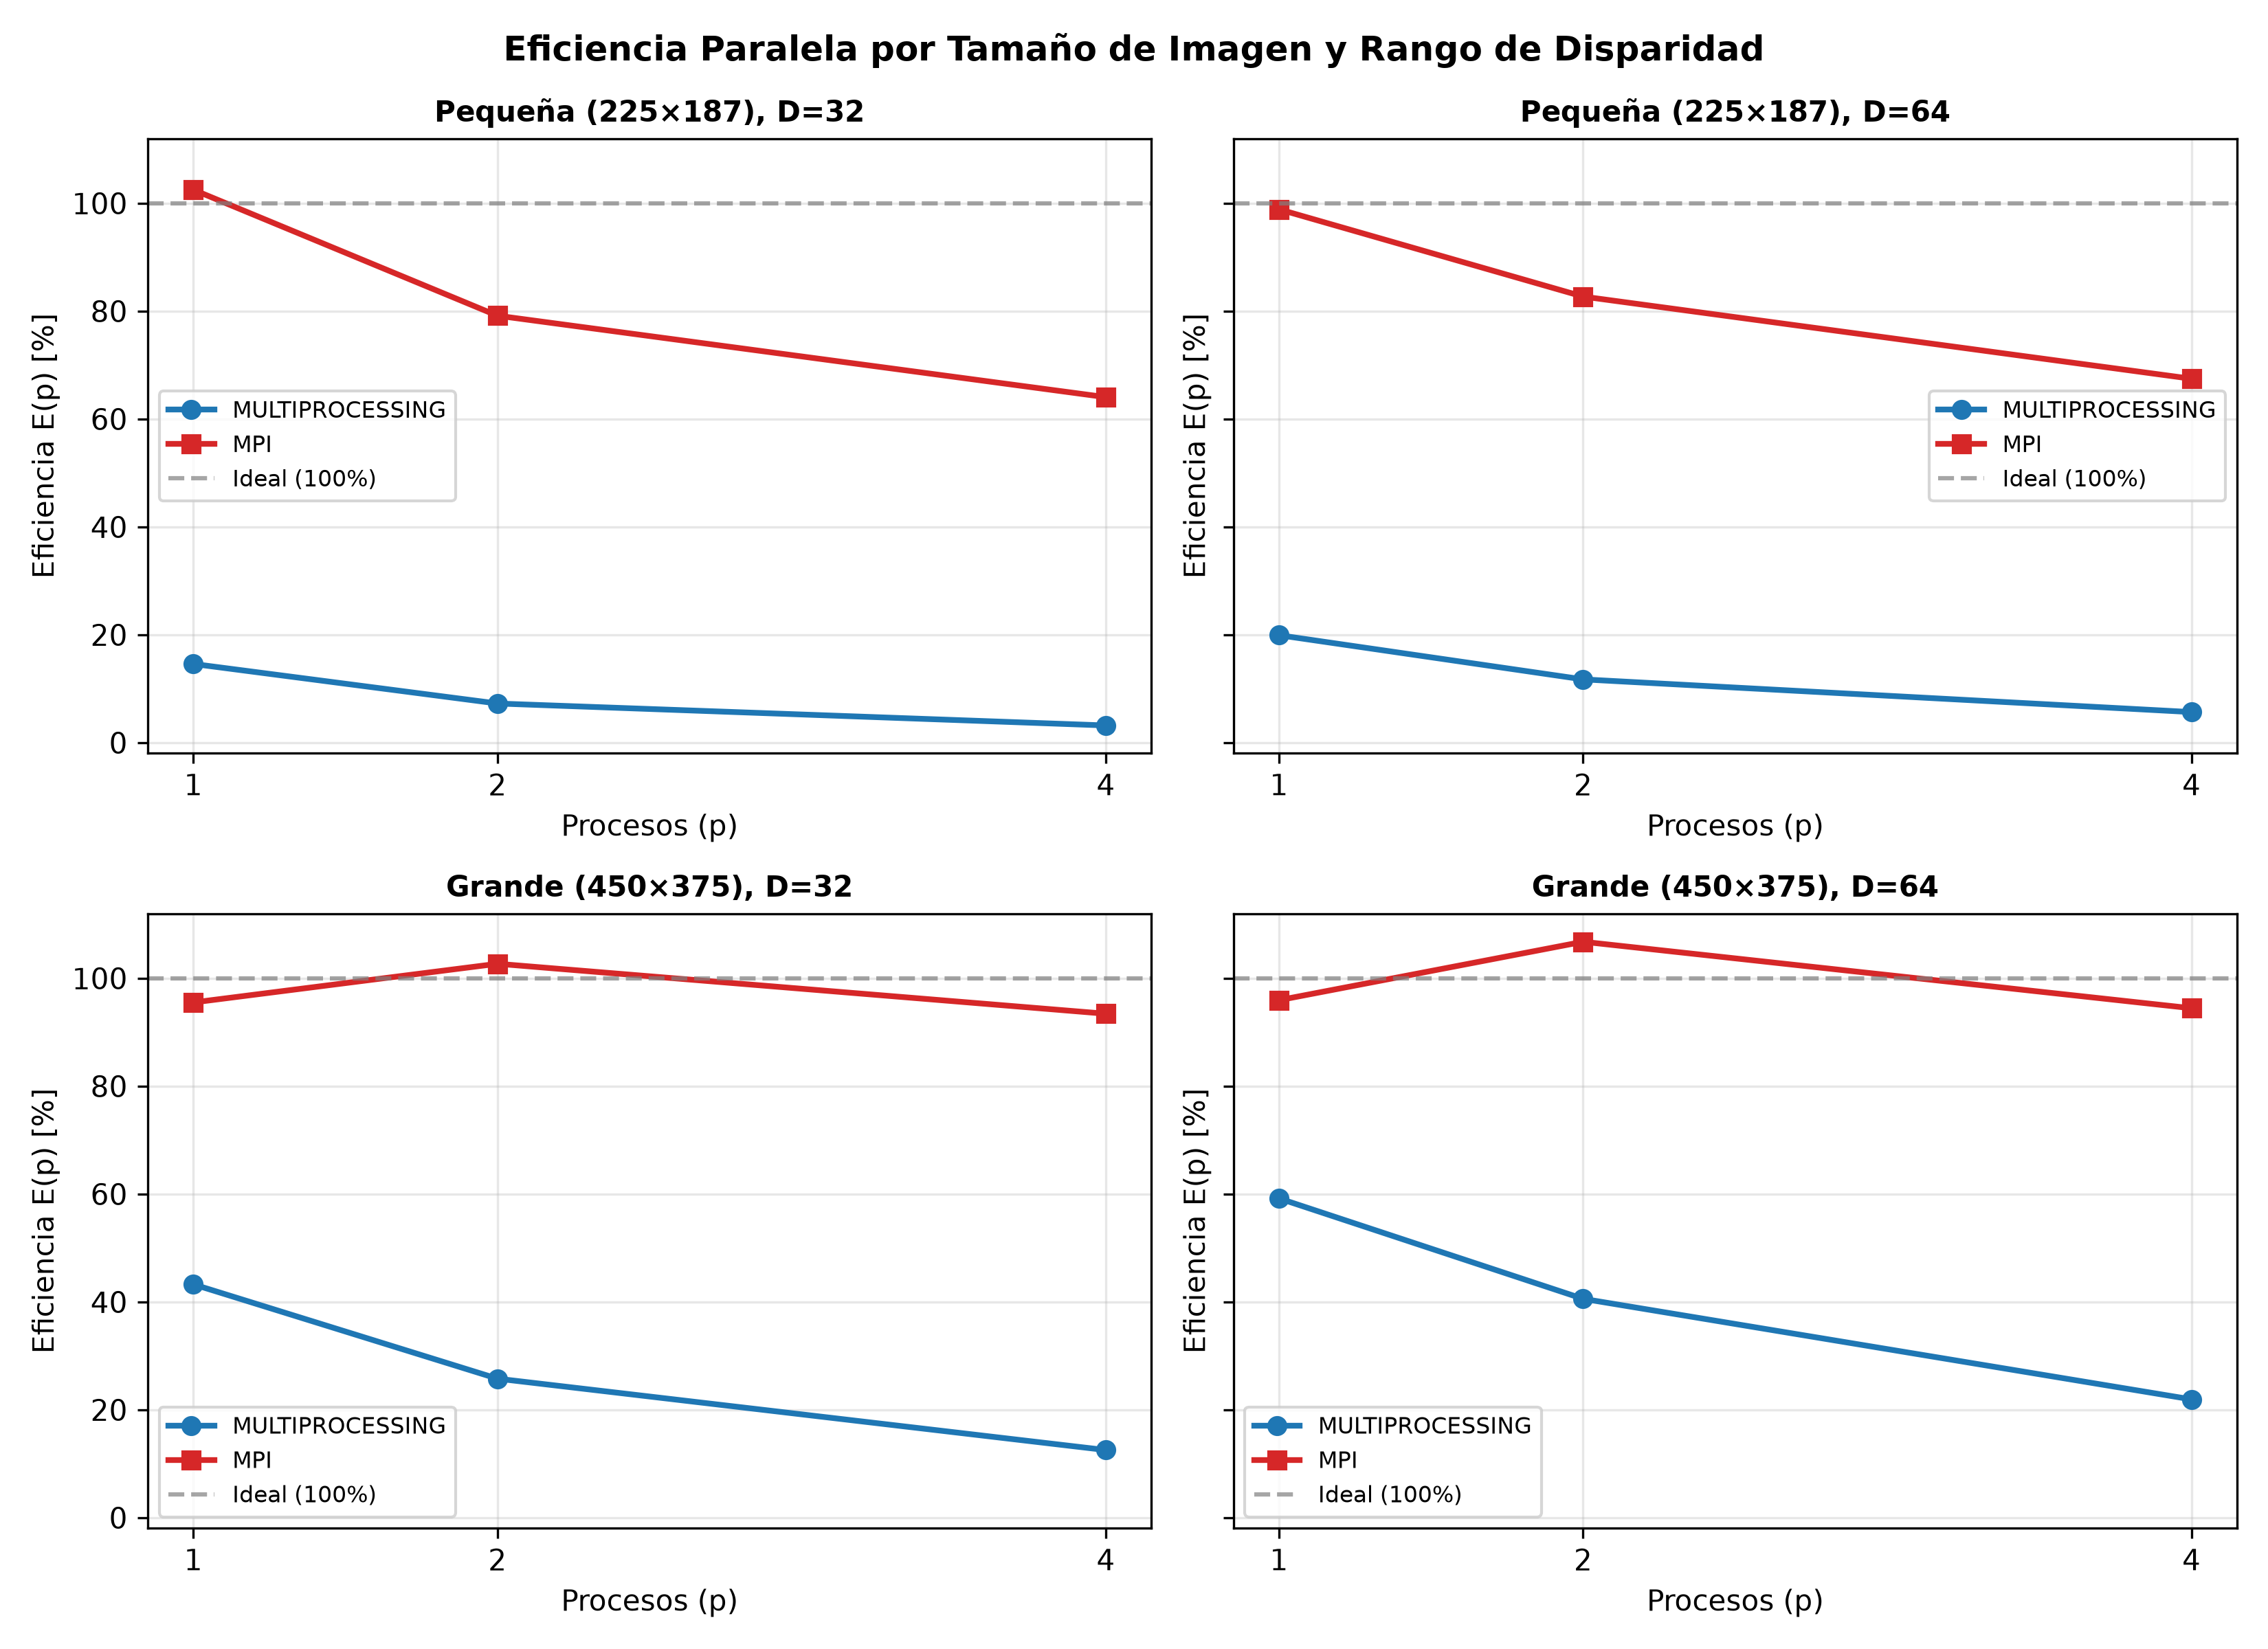 Eficiencia Paralela por Tamaño de Imagen y Rango de Disparidad
Pequeña (225×187), D=32
Eficiencia E(p) [%]
100
80
60
40
20
0
MULTIPROCESSING
MPI
Ideal (100%)
1 2 4
Procesos (p)
Pequeña (225×187), D=64
Eficiencia E(p) [%]
MULTIPROCESSING
MPI
Ideal (100%)
1 2 4
Procesos (p)
Grande (450×375), D=32
Eficiencia E(p) [%]
100
80
60
40
20
0
MULTIPROCESSING
MPI
Ideal (100%)
1 2 4
Procesos (p)
Grande (450×375), D=64
Eficiencia E(p) [%]
MULTIPROCESSING
MPI
Ideal (100%)
1 2 4
Procesos (p)